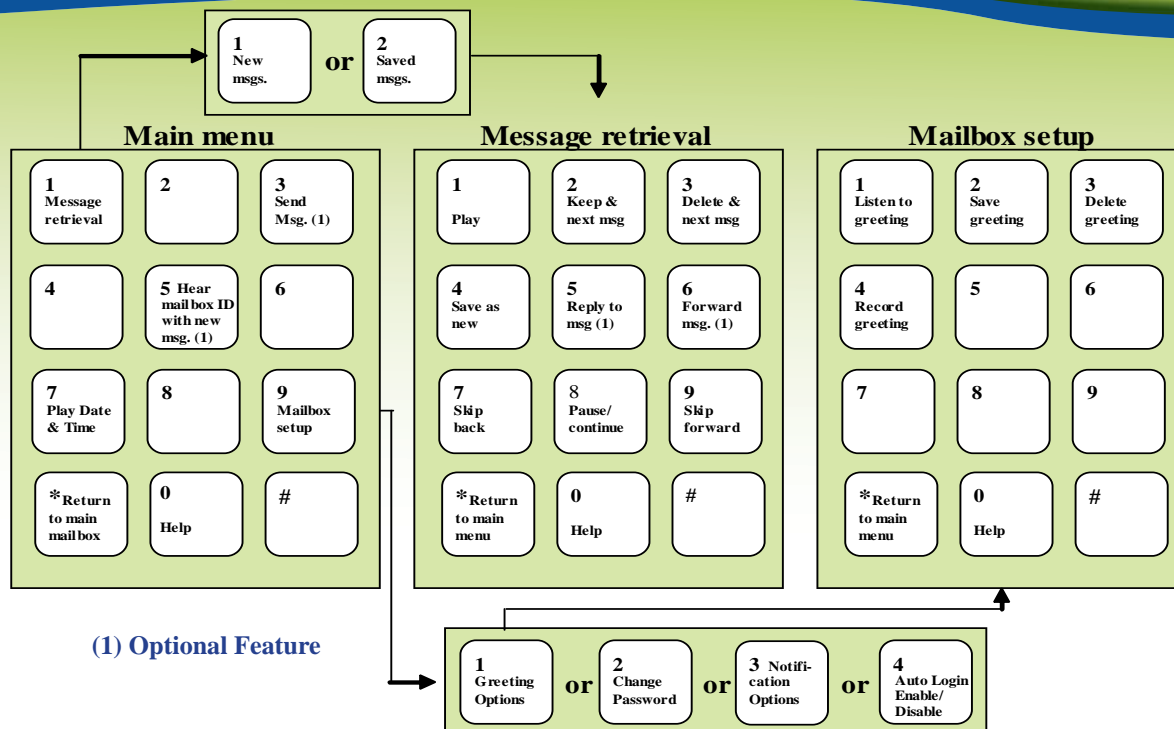 1
New
msgs.
or
2
Saved
msgs.
Main menu
1
Message
retrieval
2
3
Send
Msg. (1)
4
5 Hear
mailbox ID
with new
msg. (1)
6
7
Play Date
& Time
8
9
Mailbox
setup
*Return
to main
mailbox
0
Help
#
Message retrieval
1
Play
2
Keep &
next msg
3
Delete &
next msg
4
Save as
new
5
Reply to
msg (1)
6
Forward
msg. (1)
7
Skip
back
8
Pause/
continue
9
Skip
forward
*Return
to main
menu
0
Help
#
Mailbox setup
1
Listen to
greeting
2
Save
greeting
3
Delete
greeting
4
Record
greeting
5
6
7
8
9
*Return
to main
menu
0
Help
#
(1) Optional Feature
1
Greeting
Options
or
2
Change
Password
or
3 Notifi-
cation
Options
or
4
Auto Login
Enable/
Disable